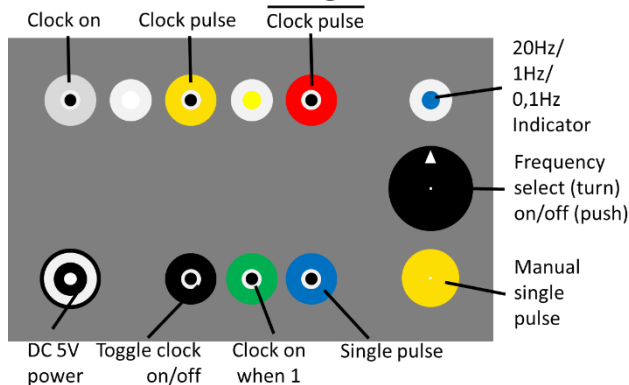 Clock on
Clock pulse
Clock pulse
20Hz/
1Hz/
0,1Hz
Indicator
Frequency
select (turn)
on/off (push)
Manual
single
pulse
DC 5V
power
Toggle clock
on/off
Clock on
when 1
Single pulse